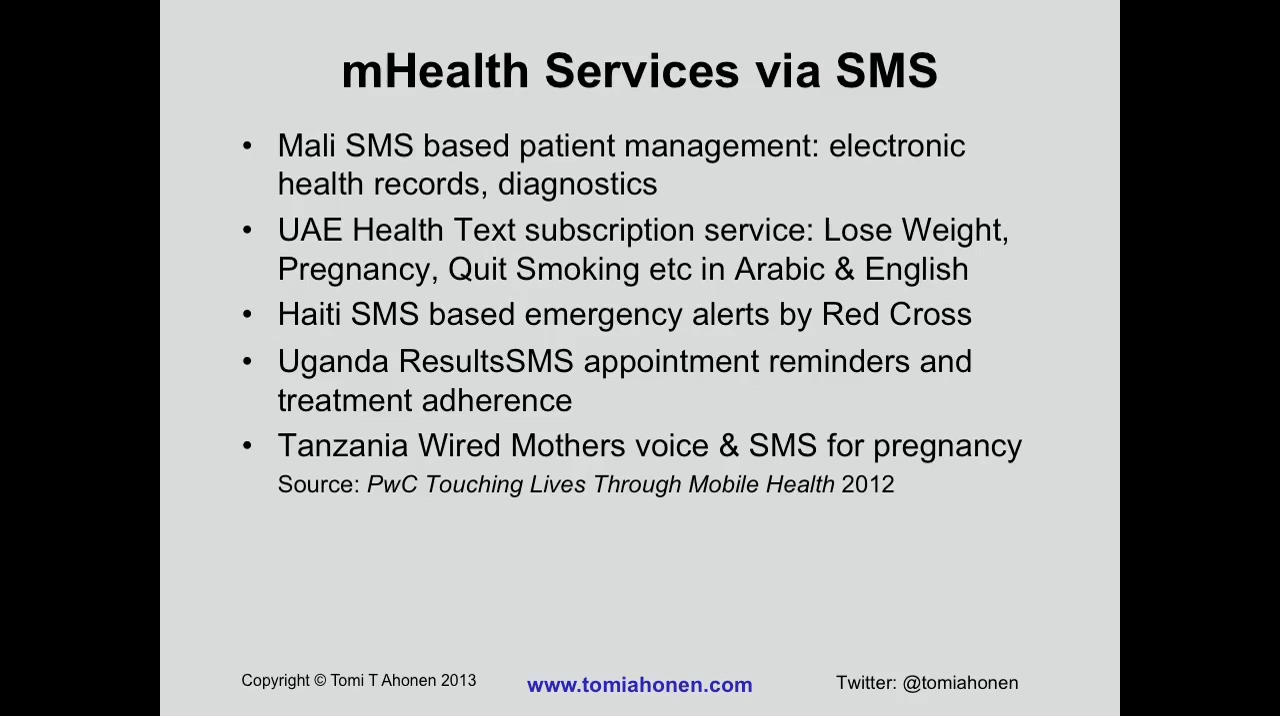 mHealth Services via SMS
• Mali SMS based patient management: electronic
health records, diagnostics
• UAE Health Text subscription service: Lose Weight,
Pregnancy, Quit Smoking etc in Arabic & English
• Haiti SMS based emergency alerts by Red Cross
• Uganda ResultsSMS appointment reminders and
treatment adherence
• Tanzania Wired Mothers voice & SMS for pregnancy
Source: PwC Touching Lives Through Mobile Health 2012
Copyright © Tomi T Ahonen 2013 www.tomiahonen.com Twitter: @tomiahonen